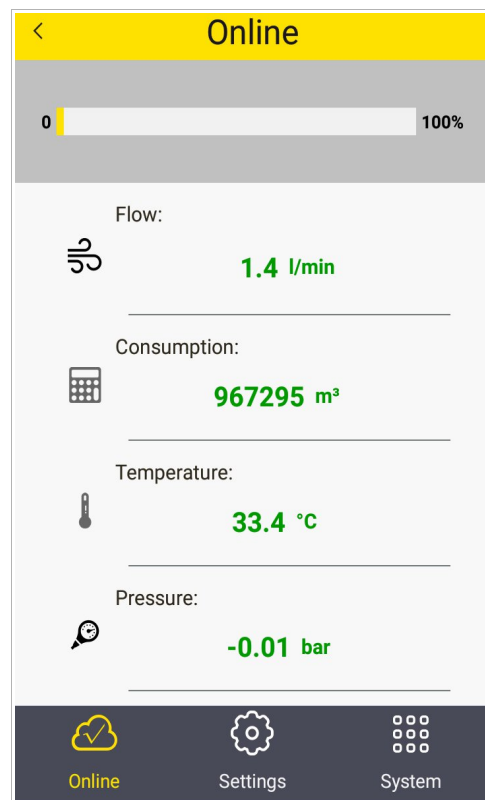 Online
0 100%
Flow:
1.4 l/min
Consumption:
967295 m³
Temperature:
33.4 °C
Pressure:
-0.01 bar
Online Settings System